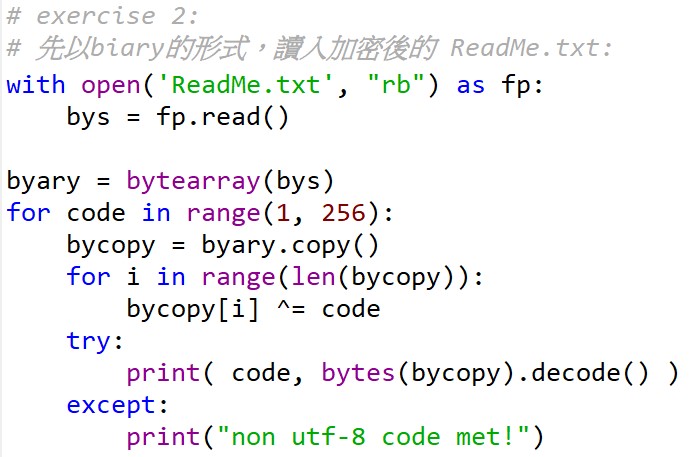 # exercise 2:
# 先以biary的形式，讀入加密後的 ReadMe.txt:
with open('ReadMe.txt', "rb") as fp:
    bys = fp.read()

byary = bytearray(bys)
for code in range(1, 256):
    bycopy = byary.copy()
    for i in range(len(bycopy)):
        bycopy[i] ^= code
    try:
        print( code, bytes(bycopy).decode() )
    except:
        print("non utf-8 code met!")